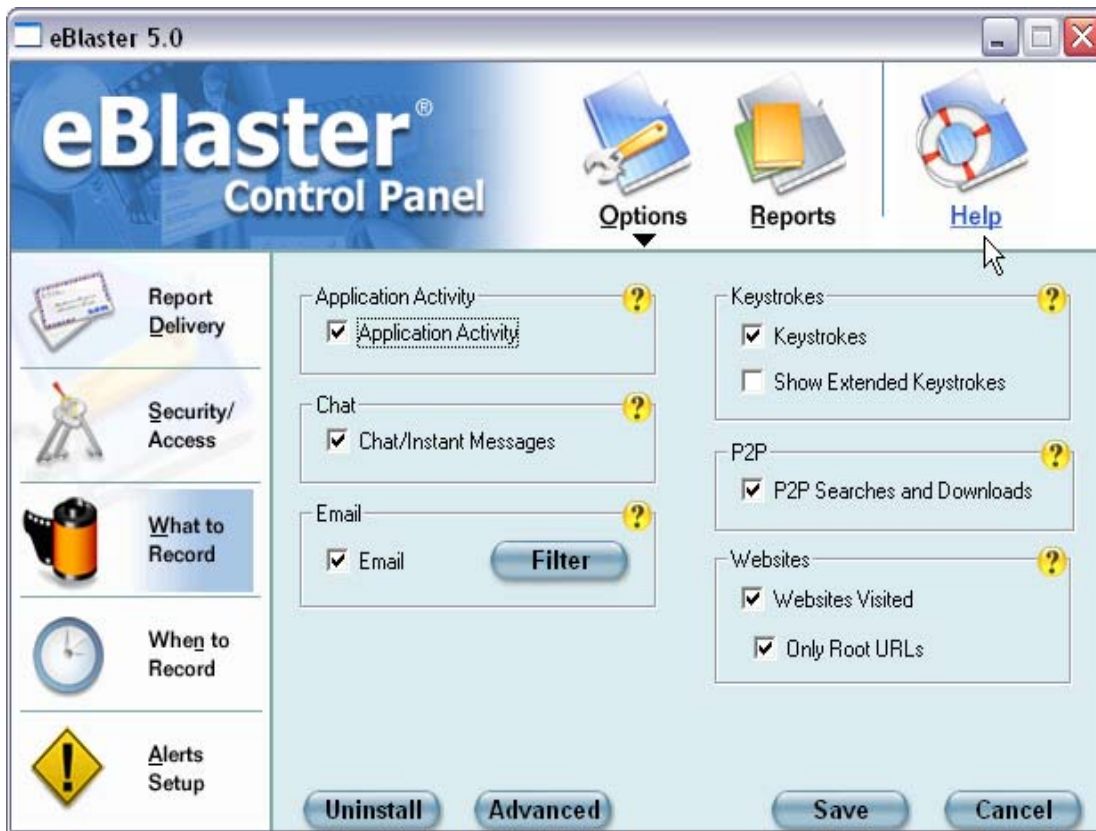 eBlaster 5.0
eBlaster®
Control Panel
Options
Reports
Help
Report
Delivery
Security/
Access
What to
Record
When to
Record
Alerts
Setup
Application Activity
Application Activity
Chat
Chat/Instant Messages
Email
Email
Filter
Keystrokes
Keystrokes
Show Extended Keystrokes
P2P
P2P Searches and Downloads
Websites
Websites Visited
Only Root URLs
Uninstall
Advanced
Save
Cancel